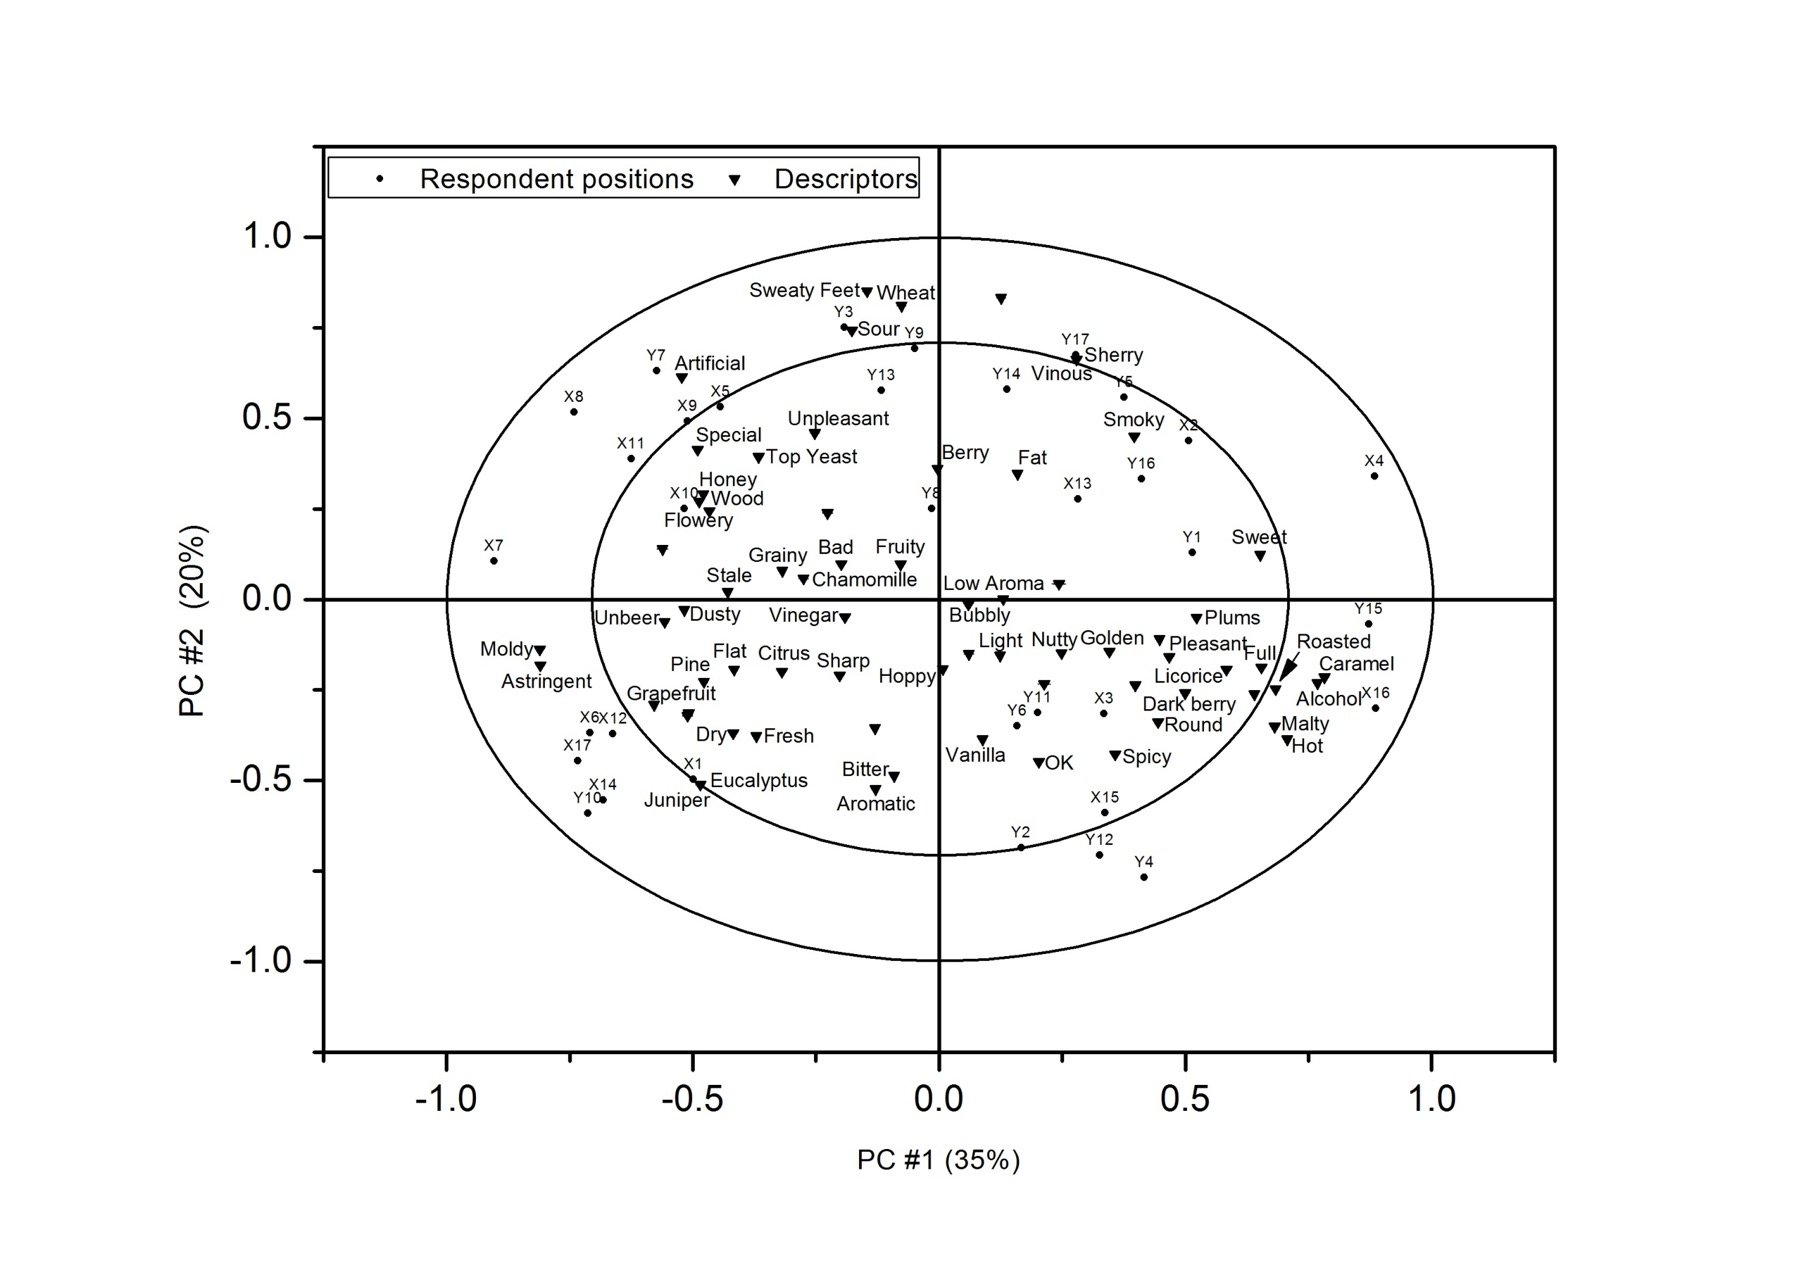 Respondent positions Descriptors
1.0
Sweaty Feet Wheat
Y3
Sour Y9
Y17
Sherry
Y7 Artificial
Vinous
Y13 Y14 Y5
X8 X9 X5
0.5
Unpleasant Smoky X2
Special
X11
Top Yeast Berry Fat Y16 X4
Honey
X10 Wood Y8 X13
Flowery
X7 Grainy Bad Fruity Y1 Sweet
Stale Chamomille Low Aroma
0.0
Unbeer Dusty Vinegar Bubbly Plums Y15
Moldy Flat Citrus Sharp Light Nutty Golden Pleasant Full Roasted
Astringent Pine Hoppy Licorice Caramel
Grapefruit Y11 X3 Dark berry Alcohol X16
X6 X12 Y6 Round Malty
Dry Fresh Hot
X17 Vanilla OK Spicy
X1 Bitter
-0.5
X14 Eucalyptus
Y10 Juniper Aromatic X15
Y2 Y12
Y4
-1.0
-1.0 -0.5 0.0 0.5 1.0
PC #2 (20%)
PC #1 (35%)